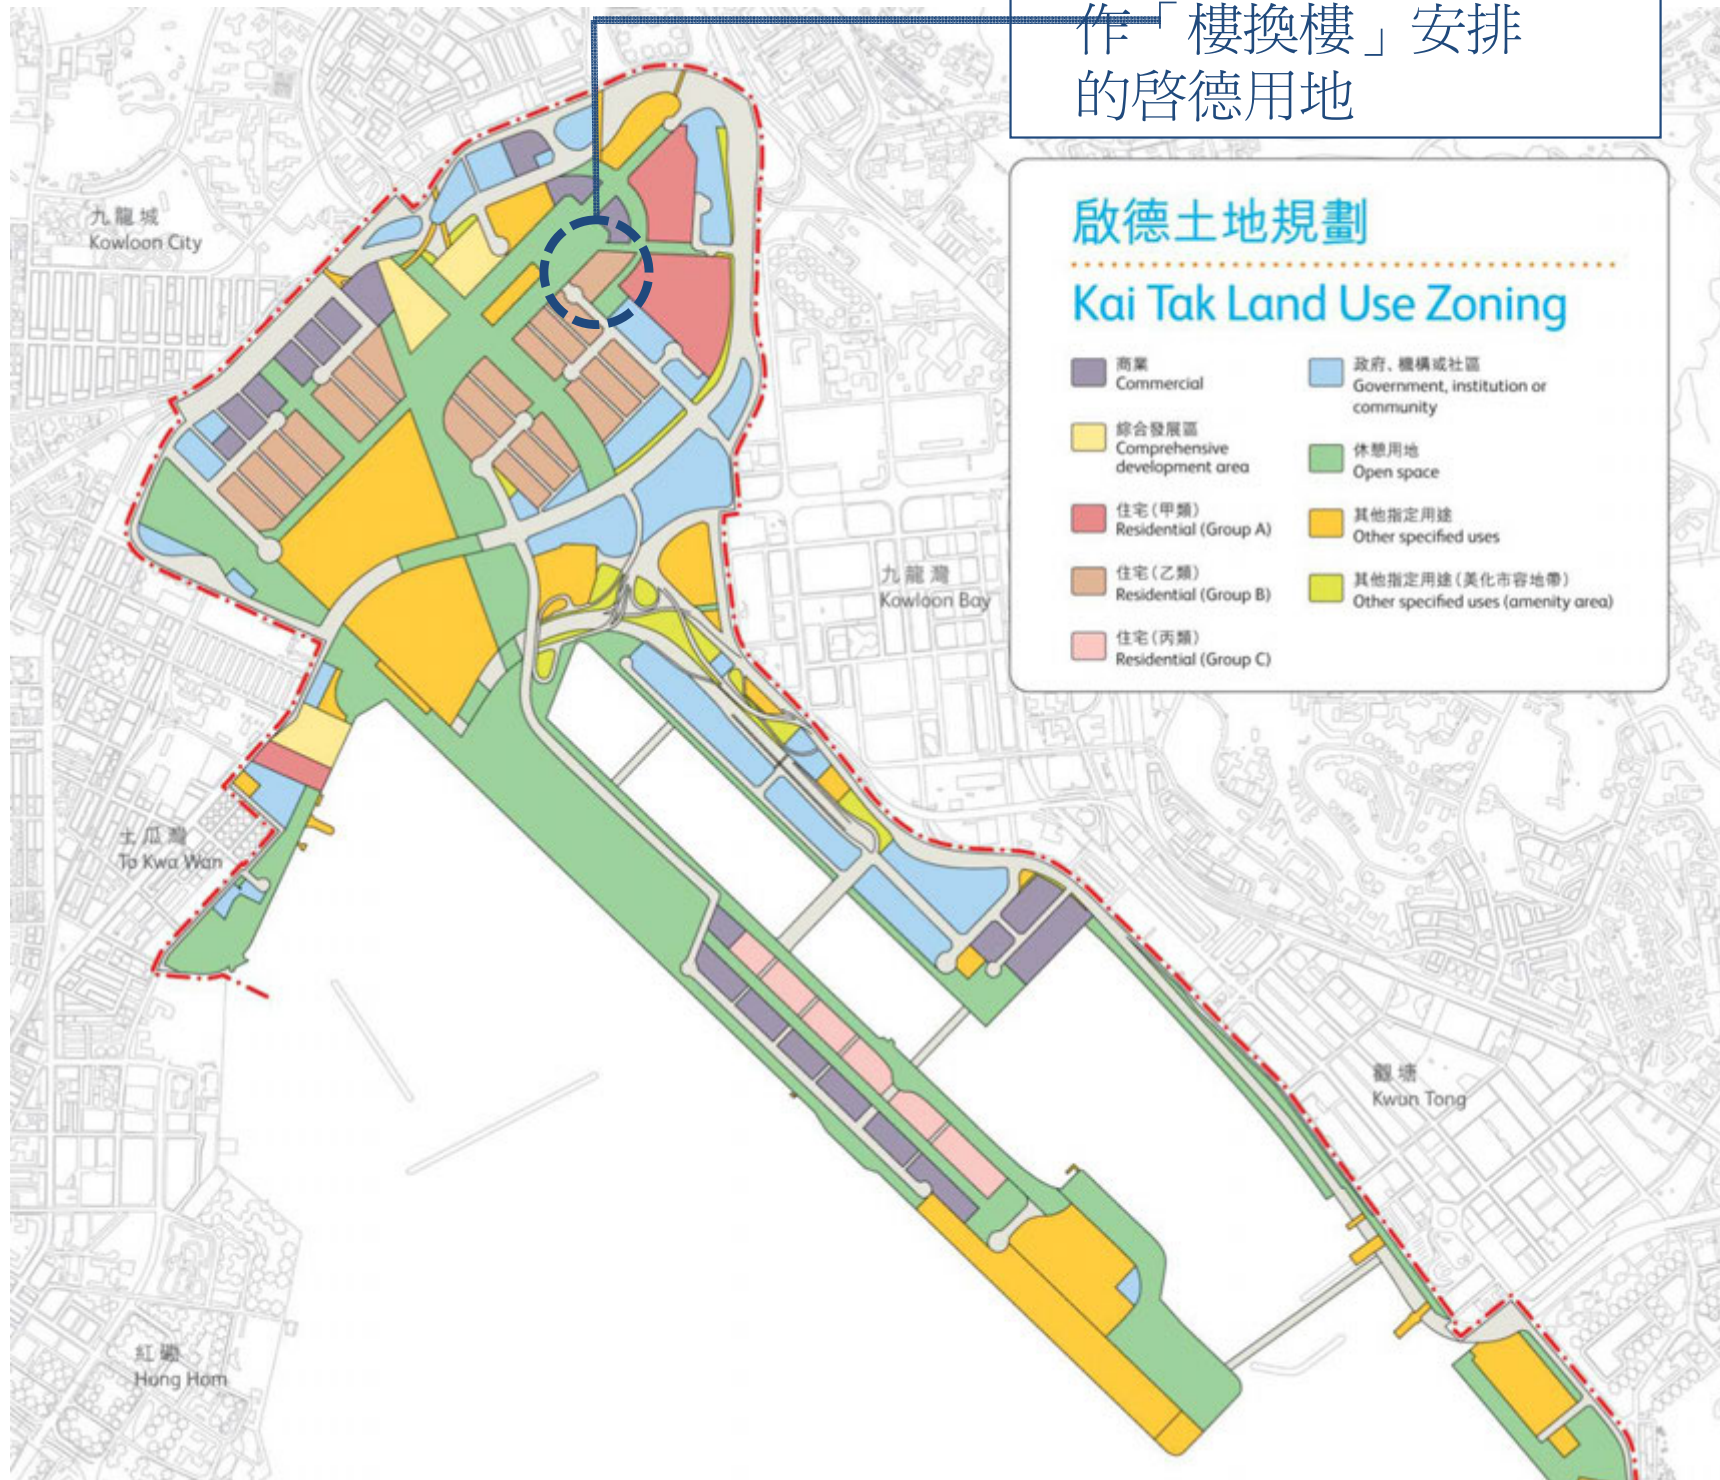 作「樓換樓」安排
的啓德用地
啟德土地規劃
Kai Tak Land Use Zoning
商業
Commercial
綜合發展區
Comprehensive
development area
住宅(甲類)
Residential (Group A)
住宅(乙類)
Residential (Group B)
住宅(丙類)
Residential (Group C)
政府、機構或社區
Government, institution or
community
休憩用地
Open space
其他指定用途
Other specified uses
其他指定用途(美化市容地帶)
Other specified uses (amenity area)
九龍城
Kowloon City
九龍灣
Kowloon Bay
土瓜灣
To Kwa Wan
觀塘
Kwun Tong
紅磡
Hong Hom